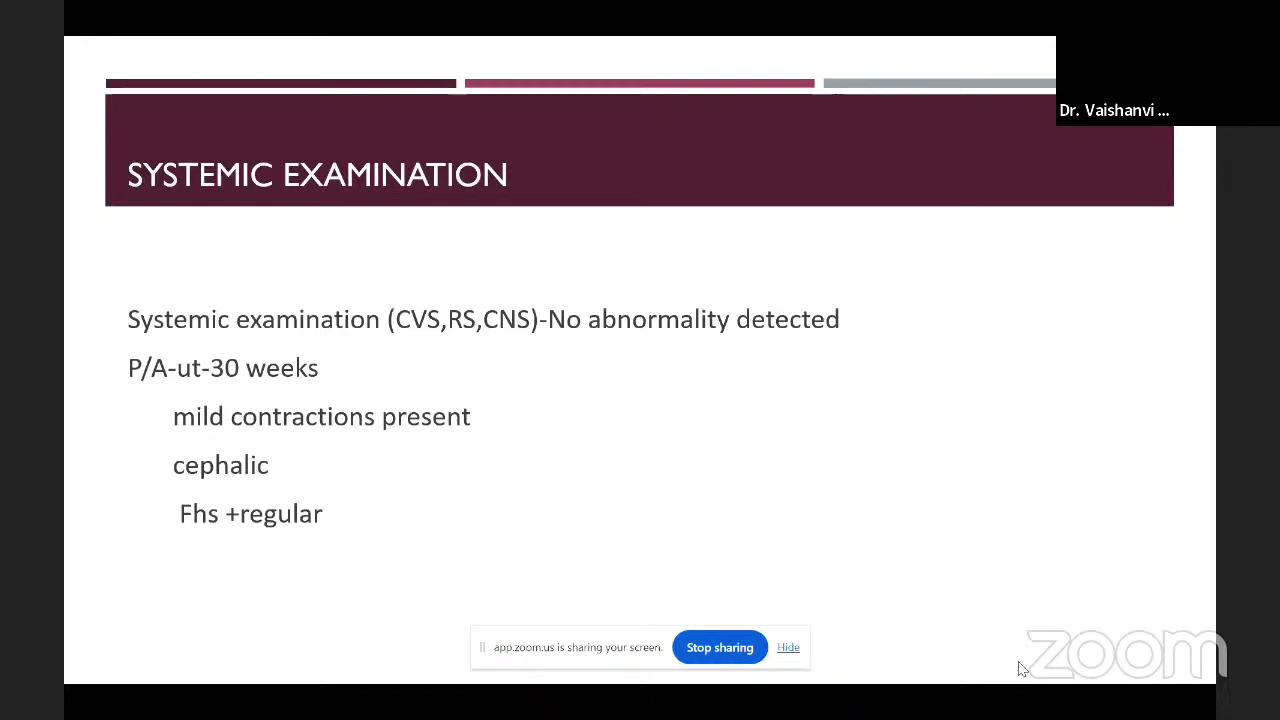 Dr. Vaishanvi ...
SYSTEMIC EXAMINATION
Systemic examination (CVS,RS,CNS)-No abnormality detected
P/A-ut-30 weeks
mild contractions present
cephalic
Fhs +regular
app.zoom.us is sharing your screen. Stop sharing Hide
zoom